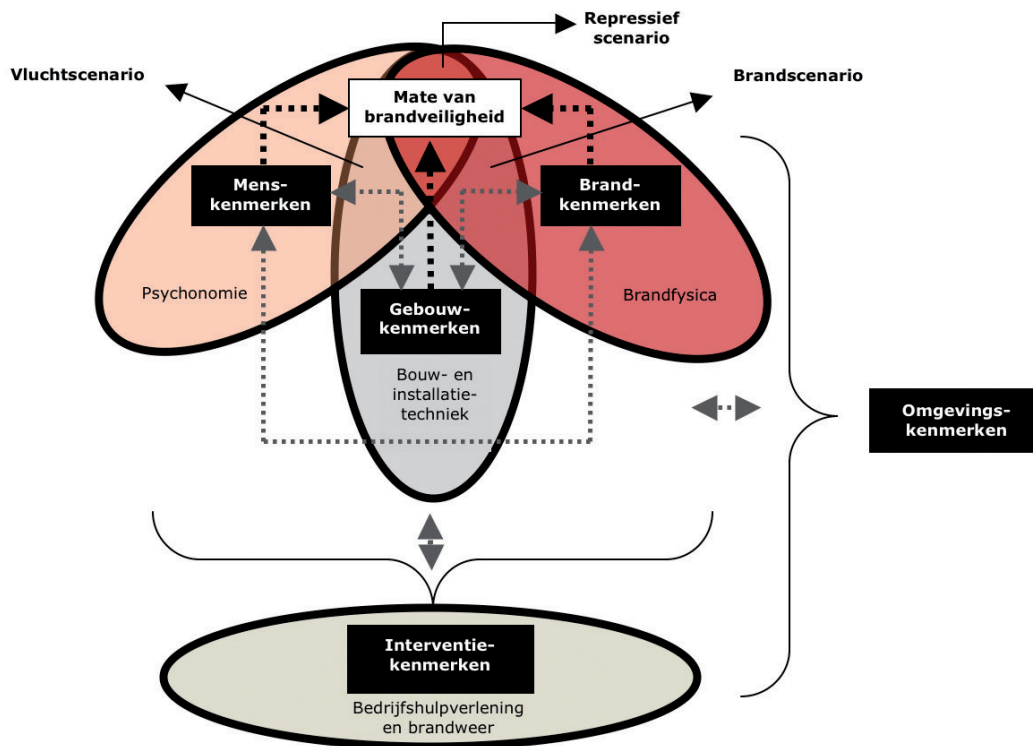 Repressief
scenario
Vluchtscenario
Brandscenario
Mate van
brandveiligheid
Mens-
kenmerken
Brand-
kenmerken
Psychonomie
Gebouw-
kenmerken
Brandfysica
Bouw- en
installatie-
techniek
Omgevings-
kenmerken
Interventie-
kenmerken
Bedrijfshulpverlening
en brandweer